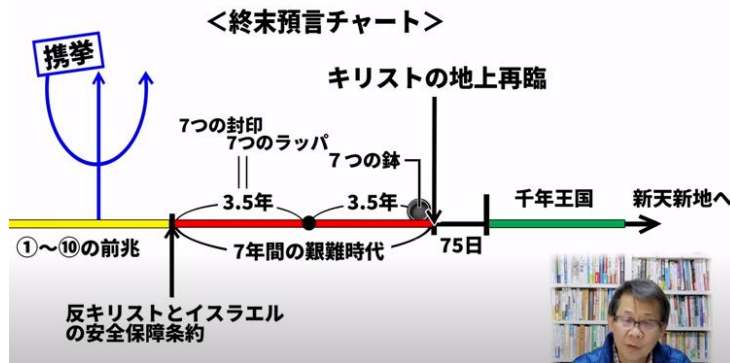 ＜終末預言チャート＞
携挙
キリストの地上再臨
7つの封印
7つのラッパ
７つの鉢
3.5年
3.5年
千年王国
新天新地へ
①～⑩の前兆
7年間の艱難時代
75日
反キリストとイスラエル
の安全保障条約